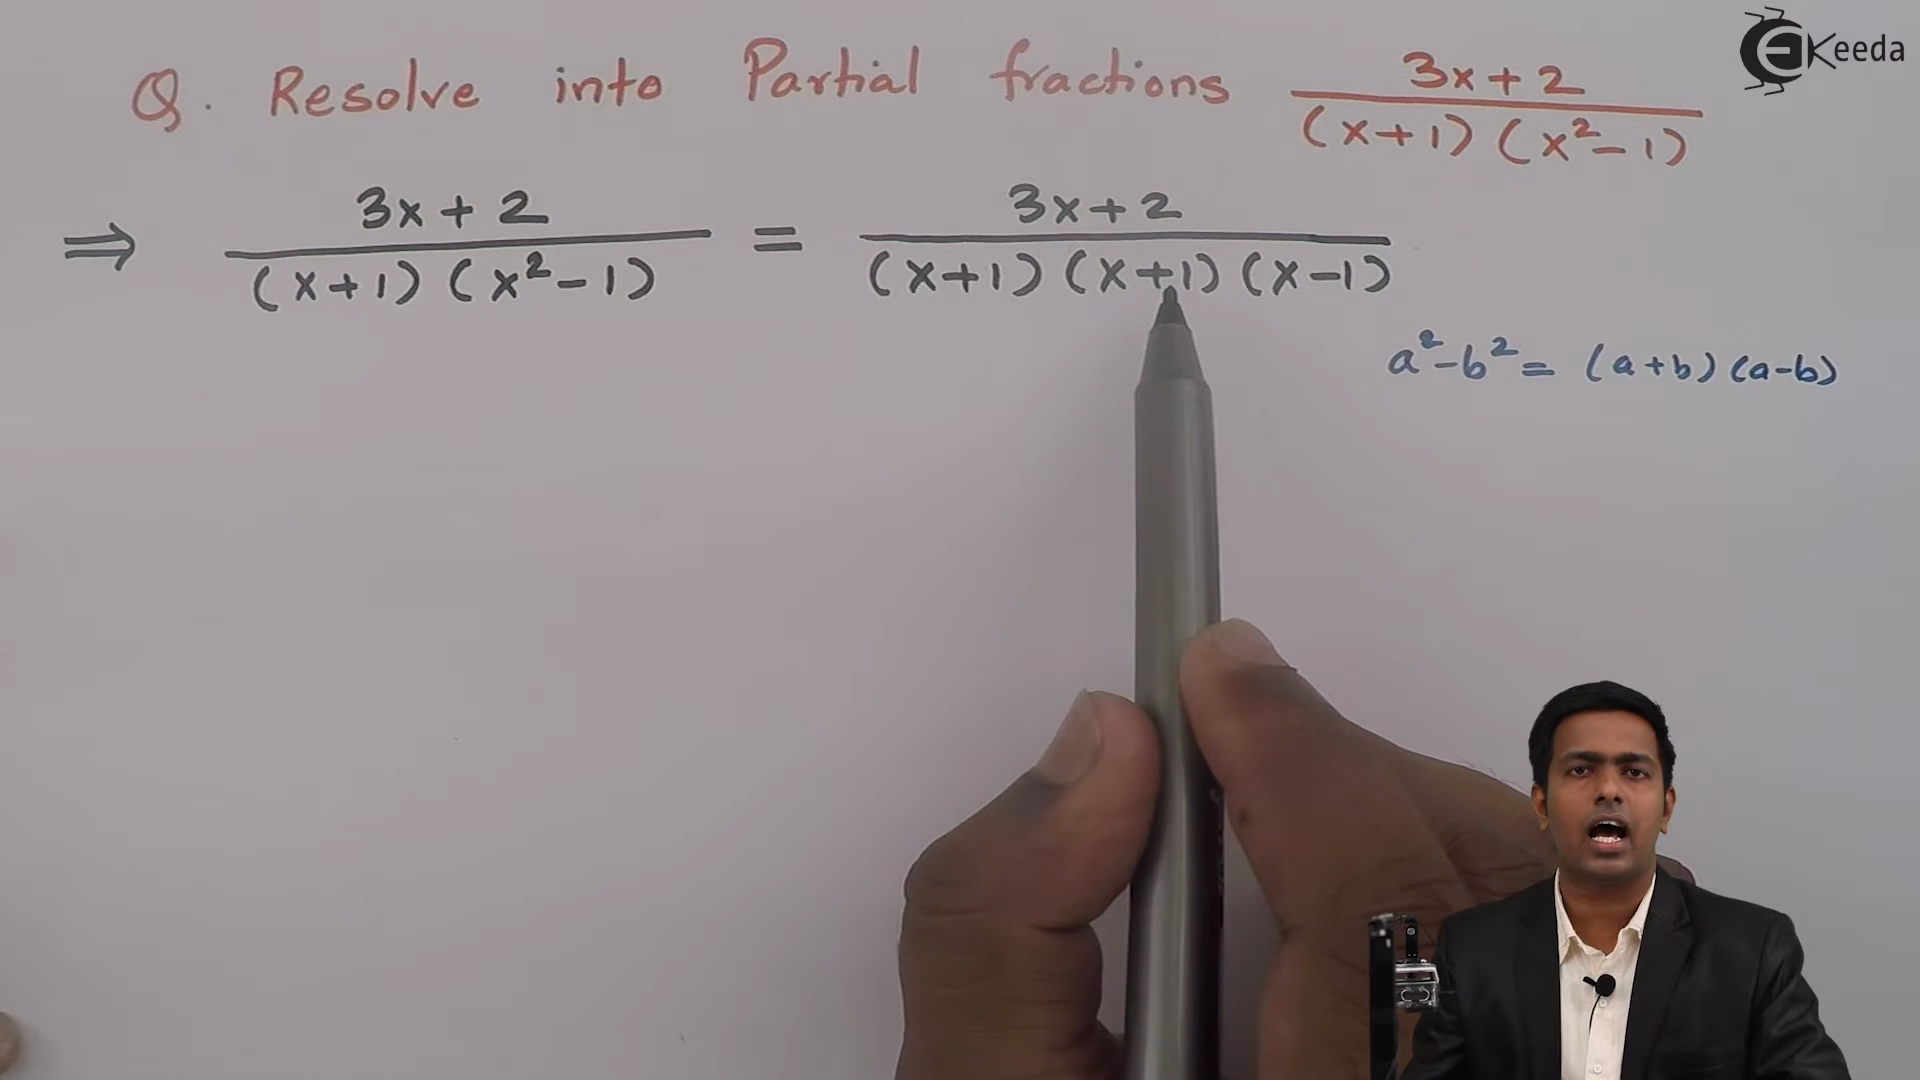 Ekeeda
Q. Resolve into Partial fractions 3x+2 / (x+1)(x²-1)
⇒ 3x+2 / (x+1)(x²-1) = 3x+2 / (x+1)(x+1)(x-1)
a²-b² = (a+b)(a-b)